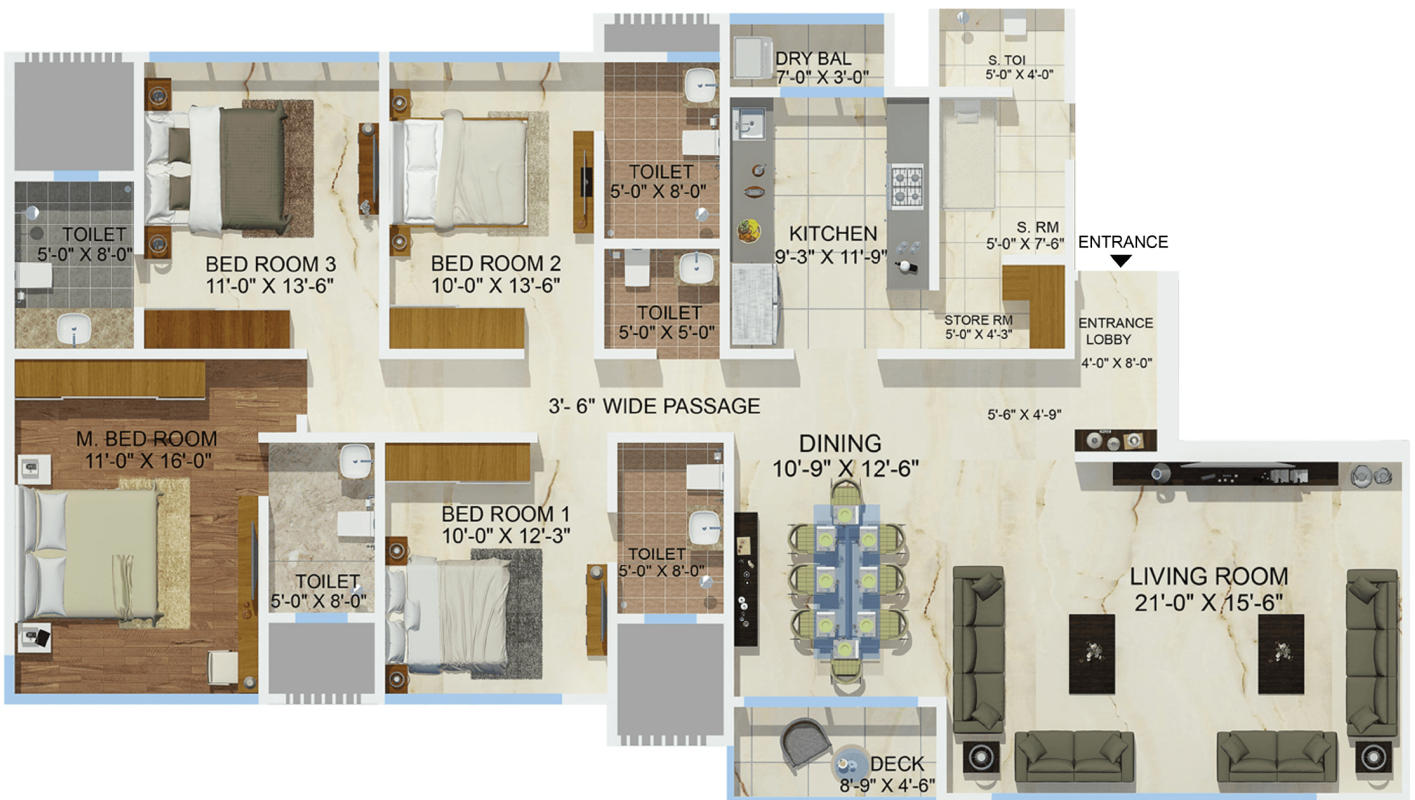 DRY BAL
7'-0" X 3'-0"
S. TOI
5'-0" X 4'-0"
TOILET
5'-0" X 8'-0"
TOILET
5'-0" X 8'-0"
KITCHEN
9'-3" X 11'-9"
S. RM
5'-0" X 7'-6"
ENTRANCE
BED ROOM 3
11'-0" X 13'-6"
BED ROOM 2
10'-0" X 13'-6"
TOILET
5'-0" X 5'-0"
STORE RM
5'-0" X 4'-3"
ENTRANCE
LOBBY
4'-0" X 8'-0"
3'- 6" WIDE PASSAGE
5'-6" X 4'-9"
M. BED ROOM
11'-0" X 16'-0"
DINING
10'-9" X 12'-6"
BED ROOM 1
10'-0" X 12'-3"
TOILET
5'-0" X 8'-0"
TOILET
5'-0" X 8'-0"
LIVING ROOM
21'-0" X 15'-6"
DECK
8'-9" X 4'-6"